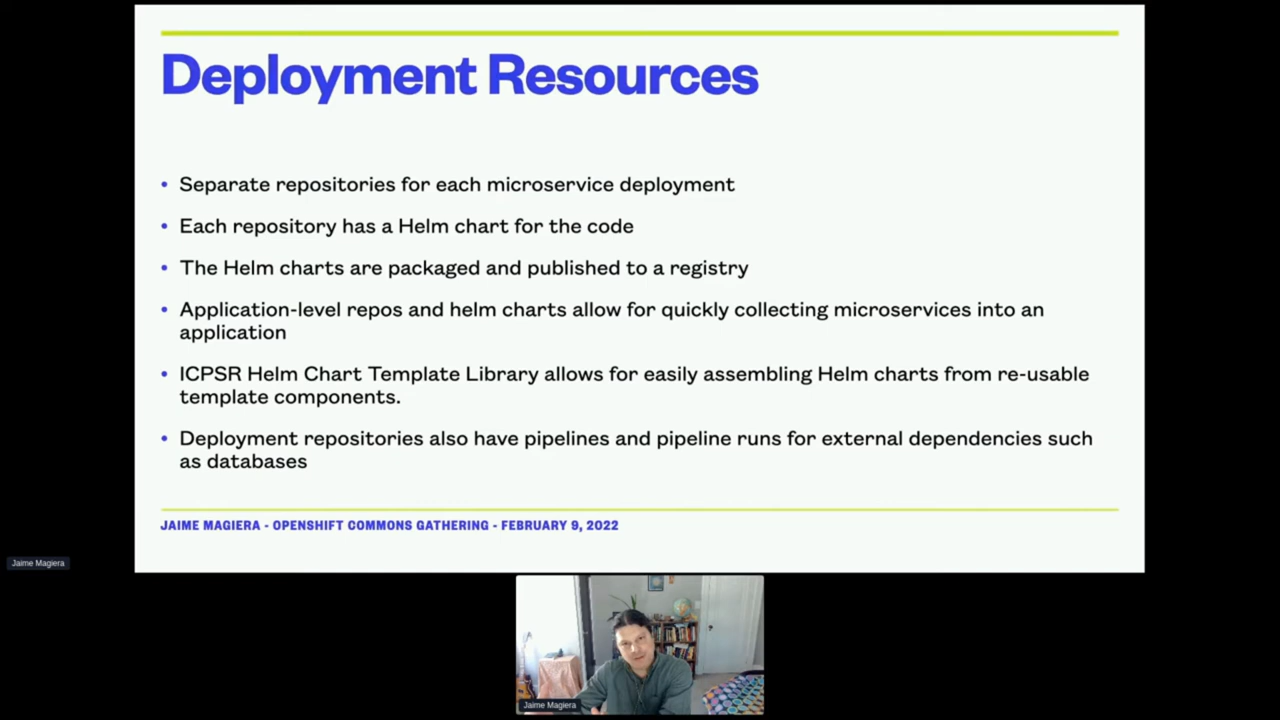 Deployment Resources
• Separate repositories for each microservice deployment
• Each repository has a Helm chart for the code
• The Helm charts are packaged and published to a registry
• Application-level repos and helm charts allow for quickly collecting microservices into an
application
• ICPSR Helm Chart Template Library allows for easily assembling Helm charts from re-usable
template components.
• Deployment repositories also have pipelines and pipeline runs for external dependencies such
as databases
JAIME MAGIERA - OPENSHIFT COMMONS GATHERING - FEBRUARY 9, 2022
Jaime Magiera
Jaime Magiera